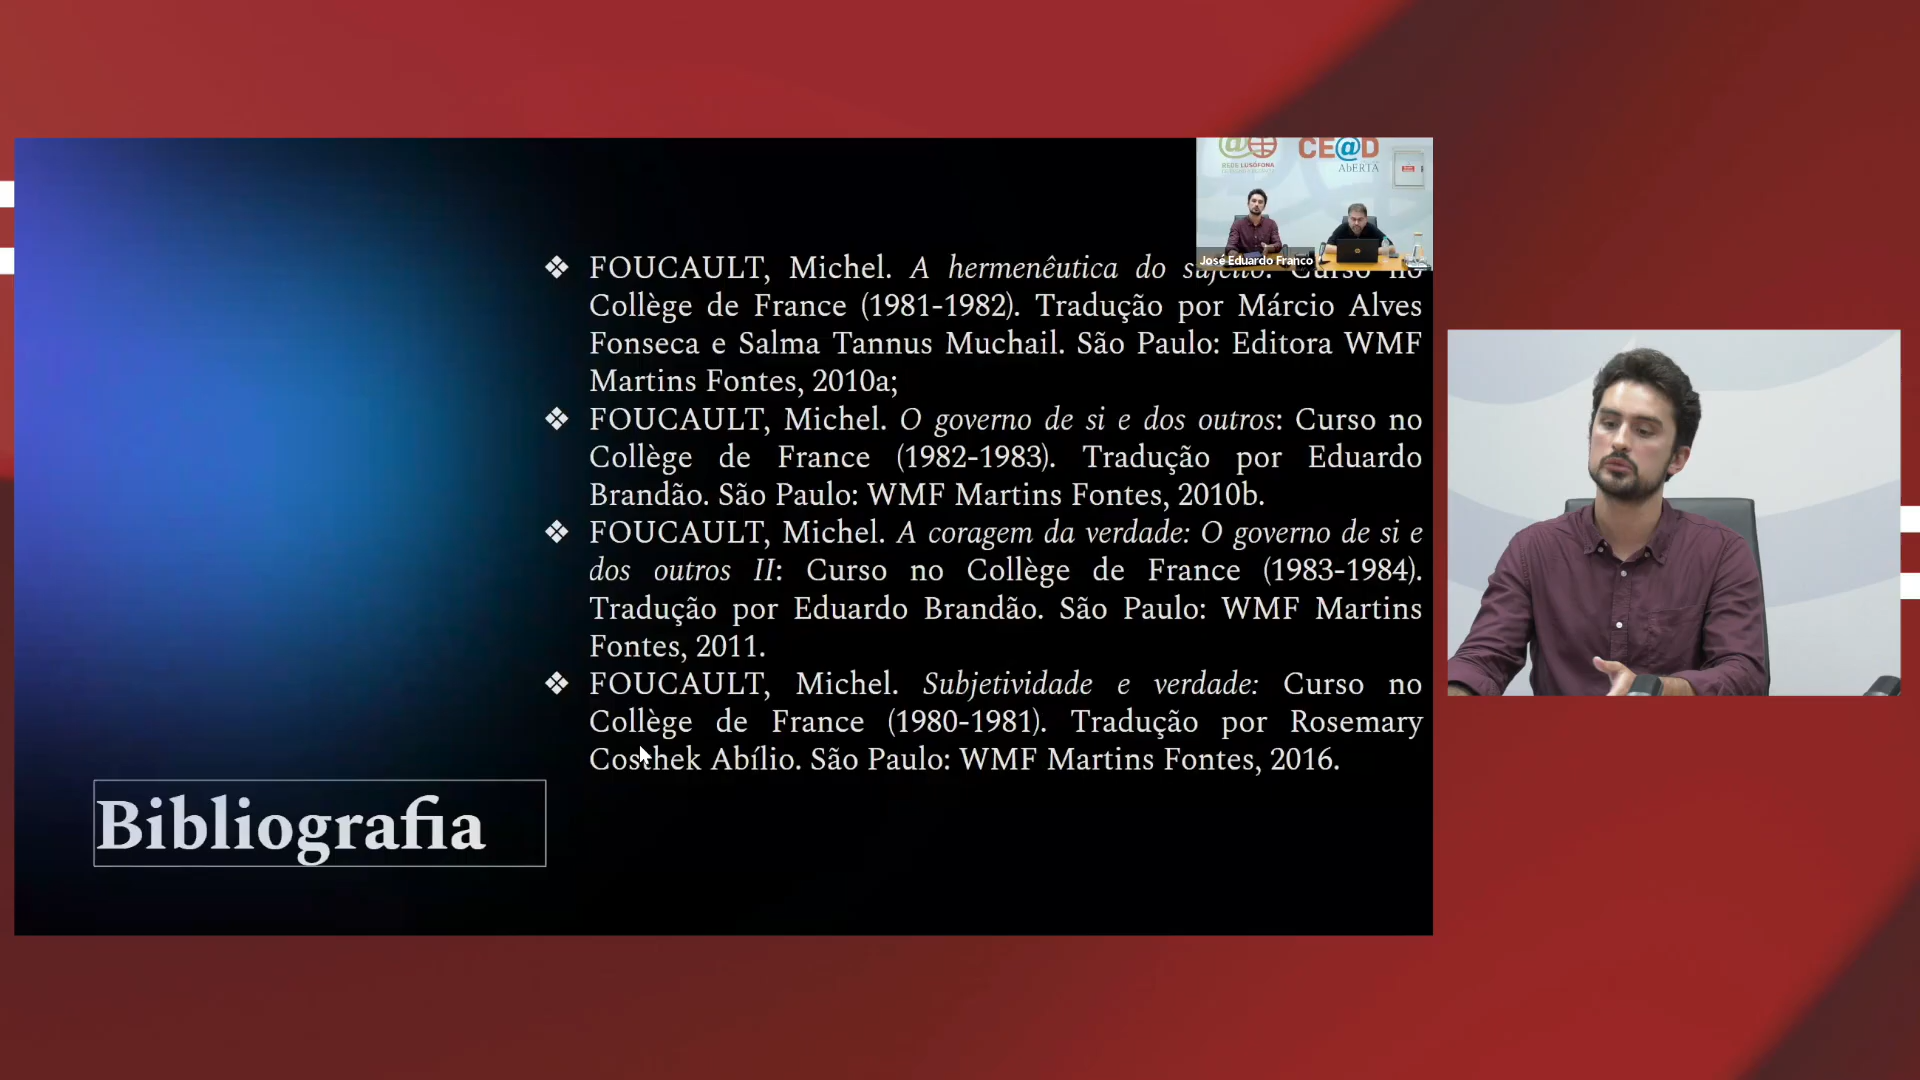 CE@D
AbERTA
José Eduardo Franco
❖ FOUCAULT, Michel. A hermenêutica do sujeito. Curso no
Collège de France (1981-1982). Tradução por Márcio Alves
Fonseca e Salma Tannus Muchail. São Paulo: Editora WMF
Martins Fontes, 2010a;
❖ FOUCAULT, Michel. O governo de si e dos outros: Curso no
Collège de France (1982-1983). Tradução por Eduardo
Brandão. São Paulo: WMF Martins Fontes, 2010b.
❖ FOUCAULT, Michel. A coragem da verdade: O governo de si e
dos outros II: Curso no Collège de France (1983-1984).
Tradução por Eduardo Brandão. São Paulo: WMF Martins
Fontes, 2011.
❖ FOUCAULT, Michel. Subjetividade e verdade: Curso no
Collège de France (1980-1981). Tradução por Rosemary
Costhek Abílio. São Paulo: WMF Martins Fontes, 2016.
Bibliografia